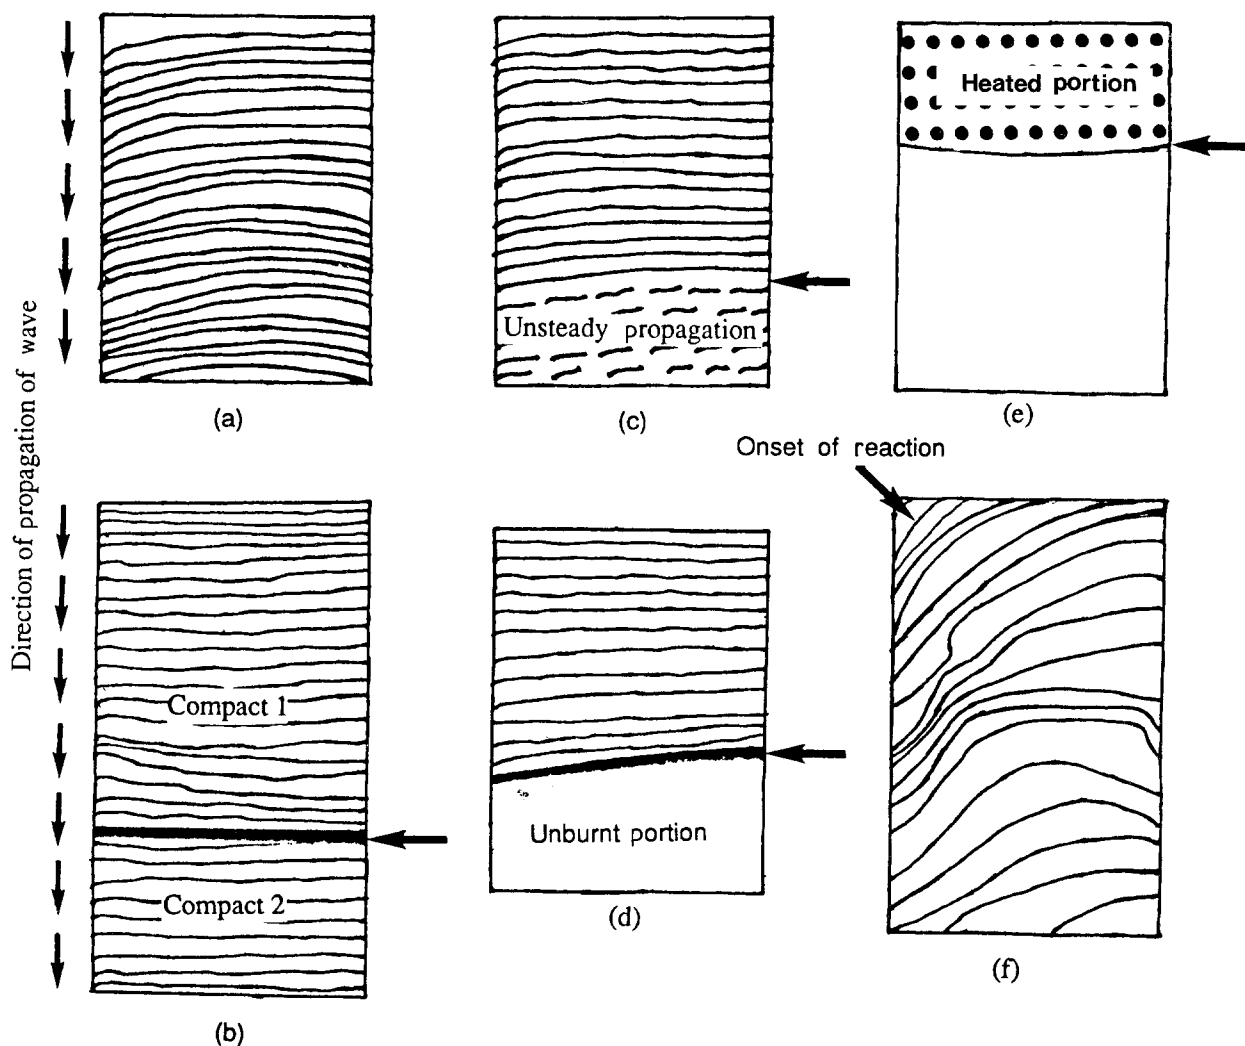 Direction of propagation of wave
(a)
Unsteady propagation
(c)
Heated portion
(e)
Compact 1
Compact 2
(b)
Unburnt portion
(d)
Onset of reaction
(f)